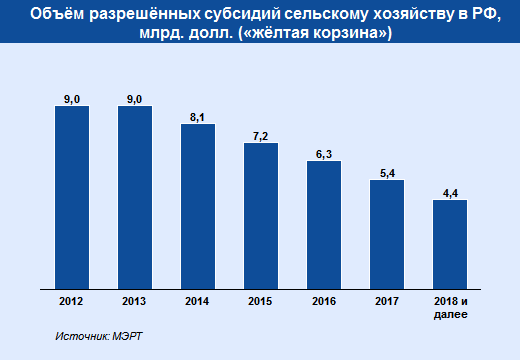 Объём разрешённых субсидий сельскому хозяйству в РФ,
млрд. долл. («жёлтая корзина»)
9,0
9,0
8,1
7,2
6,3
5,4
4,4
2012
2013
2014
2015
2016
2017
2018 и
далее
Источник: МЭРТ